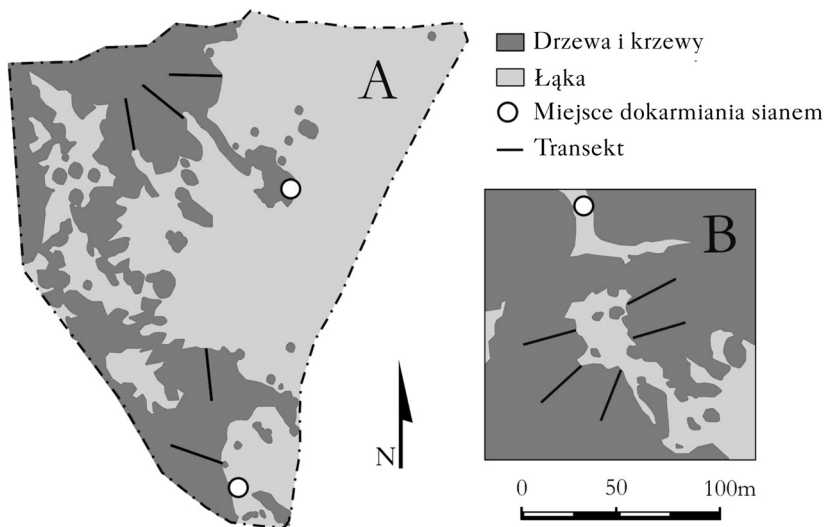 A
Drzewa i krzewy
Łąka
Miejsce dokarmiania sianem
Transekt
B
N
0 50 100m